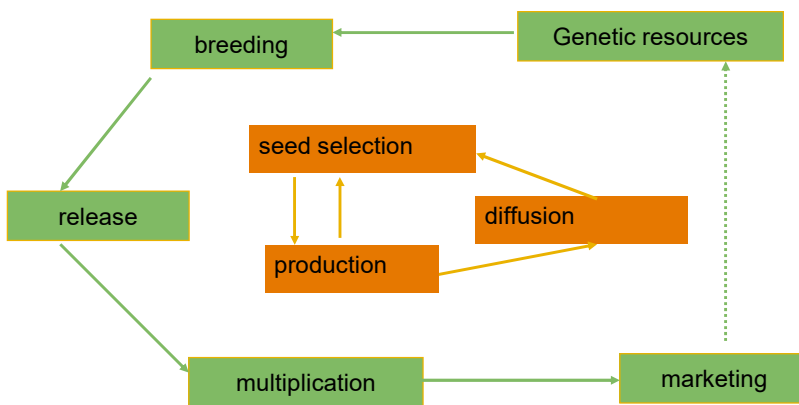 breeding
Genetic resources
seed selection
release
diffusion
production
multiplication
marketing